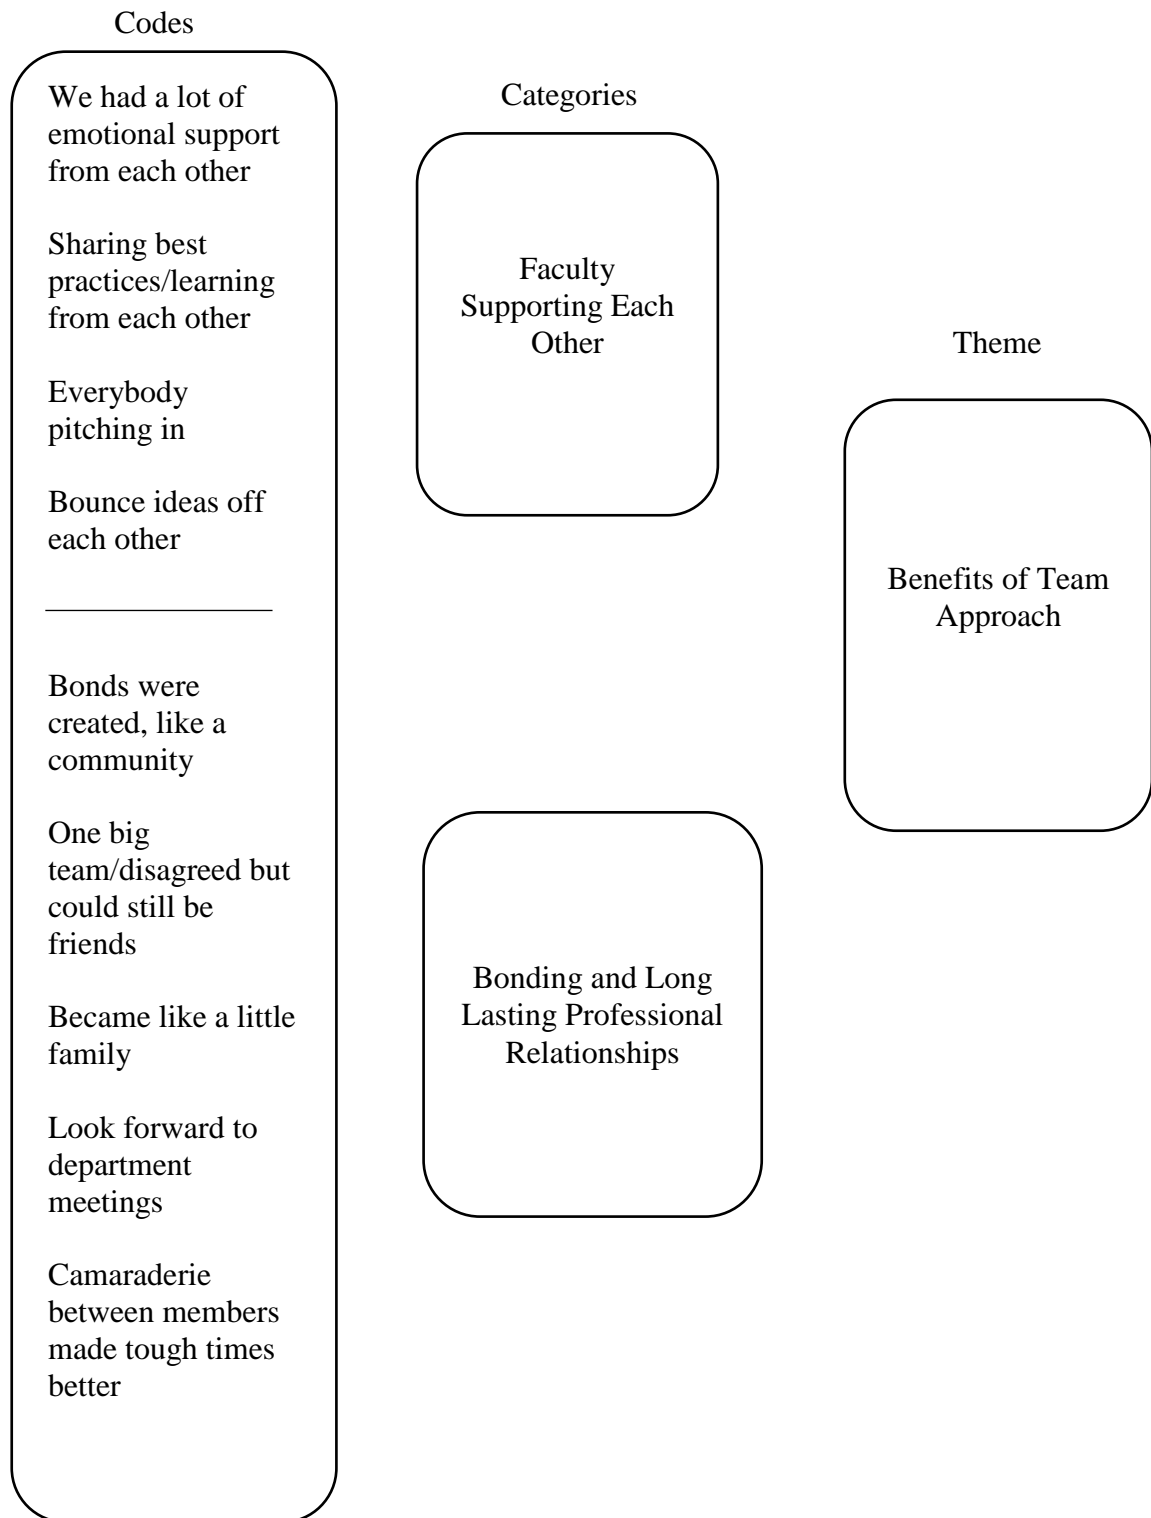 Codes
We had a lot of
emotional support
from each other
Sharing best
practices/learning
from each other
Everybody
pitching in
Bounce ideas off
each other
Bonds were
created, like a
community
One big
team/disagreed but
could still be
friends
Became like a little
family
Look forward to
department
meetings
Camaraderie
between members
made tough times
better
Categories
Faculty
Supporting Each
Other
Bonding and Long
Lasting Professional
Relationships
Theme
Benefits of Team
Approach